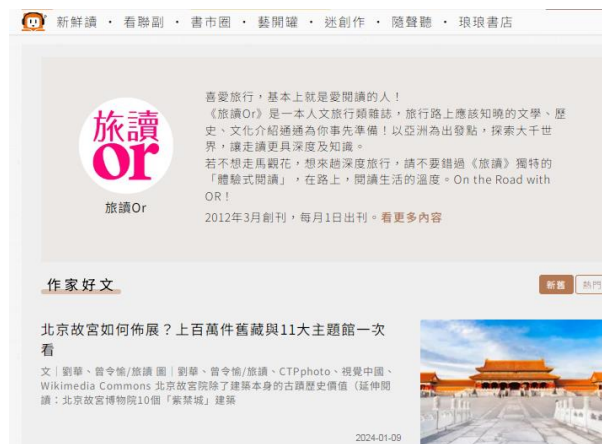 新鮮讀 • 看聯副 • 書市圈 • 藝開罐 • 迷創作 • 隨聲聽 • 琅琅書店
旅讀
or
旅讀Or
喜愛旅行，基本上就是愛閱讀的人！
《旅讀Or》是一本人文旅行類雜誌，旅行路上應該知曉的文學、歷
史、文化介紹通通為你事先準備！以亞洲為出發點，探索大千世
界，讓走讀更具深度及知識。
若不想走馬觀花，想來趟深度旅行，請不要錯過《旅讀》獨特的
「體驗式閱讀」，在路上，閱讀生活的溫度。On the Road with
OR！
2012年3月創刊，每月1日出刊。看更多內容
作家好文
新舊
熱門
北京故宮如何佈展？上百萬件舊藏與11大主題館一次
看
文｜劉華、曾令愉/旅讀 圖｜劉華、曾令愉/旅讀、CTPphoto、視覺中國、
Wikimedia Commons 北京故宮院除了建築本身的古蹟歷史價值（延伸閱
讀：北京故宮博物院10個「紫禁城」建築
2024-01-09